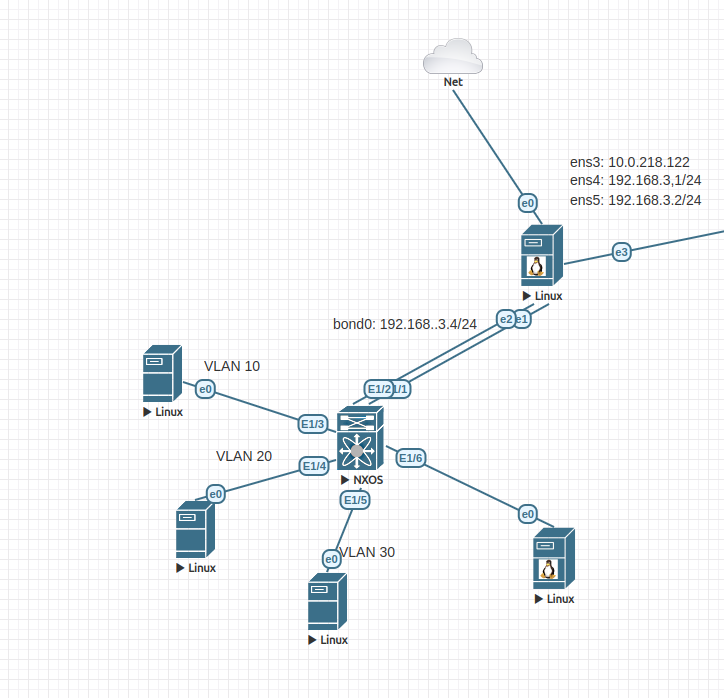 Net
ens3: 10.0.218.122
ens4: 192.168.3,1/24
ens5: 192.168.3.2/24
e0
e3
Linux
bond0: 192.168..3.4/24
e2
e1
VLAN 10
e0
Linux
E1/2
1/1
E1/3
VLAN 20
E1/4
NXOS
E1/6
e0
Linux
E1/5
e0
Linux
VLAN 30
e0
Linux